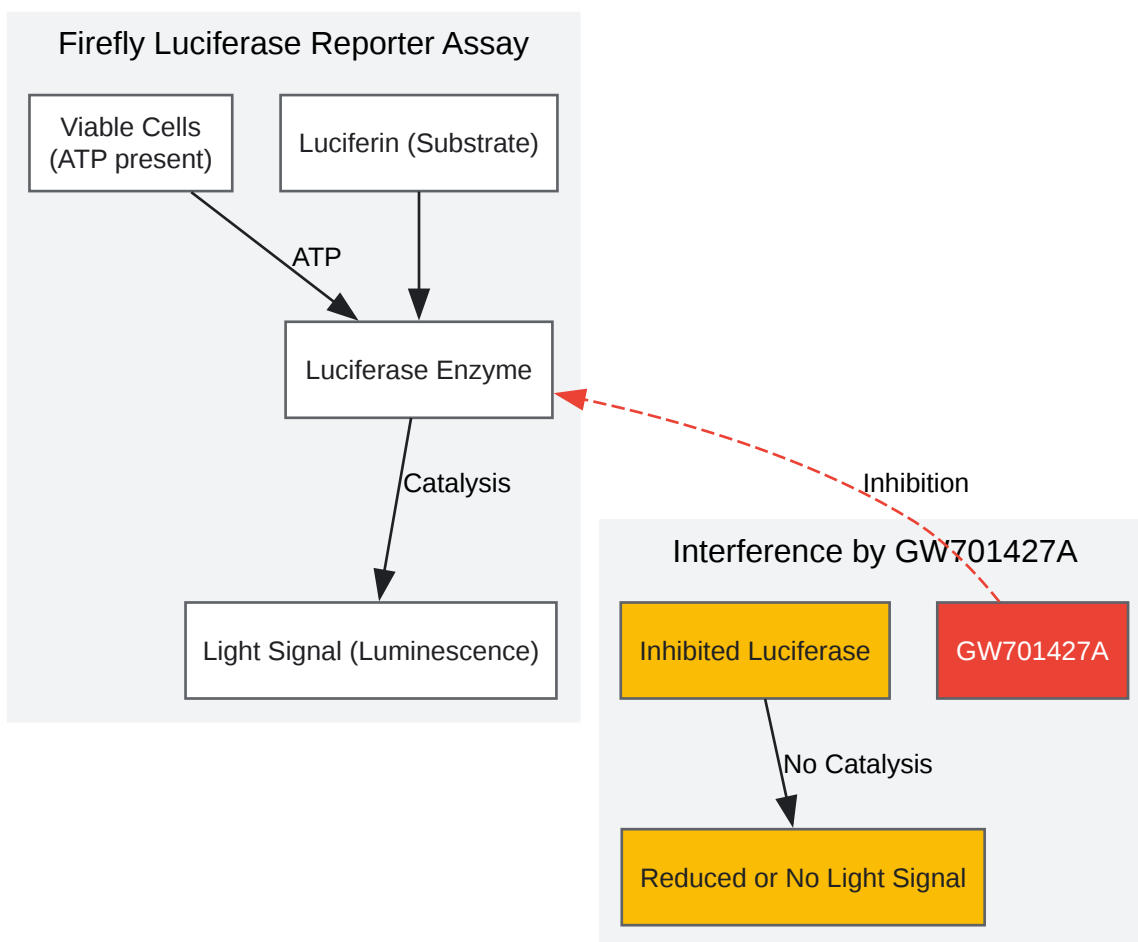 Firefly Luciferase Reporter Assay
Viable Cells
(ATP present)
Luciferin (Substrate)
ATP
Luciferase Enzyme
Catalysis
Light Signal (Luminescence)
Inhibition
Interference by GW701427A
Inhibited Luciferase
GW701427A
No Catalysis
Reduced or No Light Signal